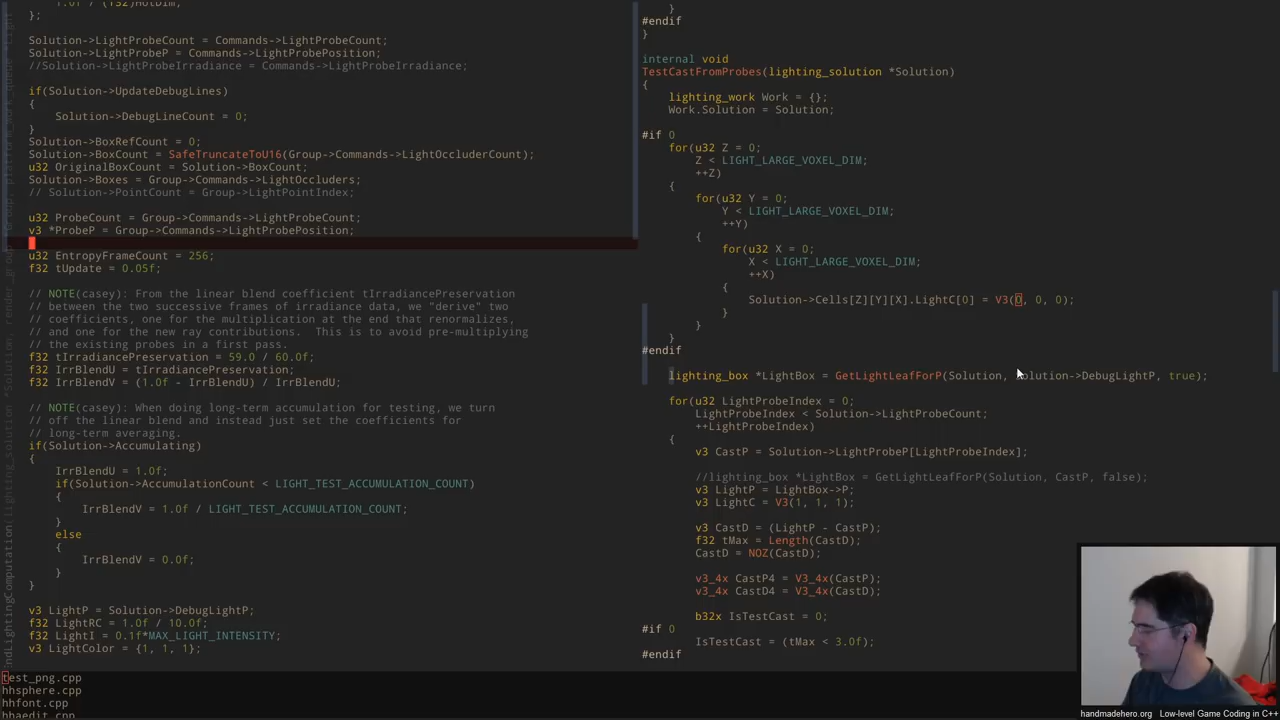 1.0f / (f32)HotDim,
};
Solution->LightProbeCount = Commands->LightProbeCount;
Solution->LightProbeP = Commands->LightProbePosition;
//Solution->LightProbeIrradiance = Commands->LightProbeIrradiance;
if(Solution->UpdateDebugLines)
{
Solution->DebugLineCount = 0;
}
Solution->BoxRefCount = 0;
Solution->BoxCount = SafeTruncateToU16(Group->Commands->LightOccluderCount);
u32 OriginalBoxCount = Solution->BoxCount;
Solution->Boxes = Group->Commands->LightOccluders;
// Solution->PointCount = Group->LightPointIndex;
u32 ProbeCount = Group->Commands->LightProbeCount;
v3 *ProbeP = Group->Commands->LightProbePosition;
u32 EntropyFrameCount = 256;
f32 tUpdate = 0.05f;
// NOTE(casey): From the linear blend coefficient tIrradiancePreservation
// between the two successive frames of irradiance data, we "derive" two
// coefficients, one for the multiplication at the end that renormalizes,
// and one for the new ray contributions.  This is to avoid pre-multiplying
// the existing probes in a first pass.
f32 tIrradiancePreservation = 59.0 / 60.0f;
f32 IrrBlendU = tIrradiancePreservation;
f32 IrrBlendV = (1.0f - IrrBlendU) / IrrBlendU;
// NOTE(casey): When doing long-term accumulation for testing, we turn
// off the linear blend and instead just set the coefficients for
// long-term averaging.
if(Solution->Accumulating)
{
IrrBlendU = 1.0f;
if(Solution->AccumulationCount < LIGHT_TEST_ACCUMULATION_COUNT)
{
IrrBlendV = 1.0f / LIGHT_TEST_ACCUMULATION_COUNT;
}
else
{
IrrBlendV = 0.0f;
}
}
v3 LightP = Solution->DebugLightP;
f32 LightRC = 1.0f / 10.0f;
f32 LightI = 0.1f*MAX_LIGHT_INTENSITY;
v3 LightColor = {1, 1, 1};
}
#endif
}
internal void
TestCastFromProbes(lighting_solution *Solution)
{
lighting_work Work = {};
Work.Solution = Solution;
#if 0
for(u32 Z = 0;
Z < LIGHT_LARGE_VOXEL_DIM;
++Z)
{
for(u32 Y = 0;
Y < LIGHT_LARGE_VOXEL_DIM;
++Y)
{
for(u32 X = 0;
X < LIGHT_LARGE_VOXEL_DIM;
++X)
{
Solution->Cells[Z][Y][X].LightC[0] = V3(0, 0, 0);
}
}
}
#endif
lighting_box *LightBox = GetLightLeafForP(Solution, Solution->DebugLightP, true);
for(u32 LightProbeIndex = 0;
LightProbeIndex < Solution->LightProbeCount;
++LightProbeIndex)
{
v3 CastP = Solution->LightProbeP[LightProbeIndex];
//lighting_box *LightBox = GetLightLeafForP(Solution, CastP, false);
v3 LightP = LightBox->P;
v3 LightC = V3(1, 1, 1);
v3 CastD = (LightP - CastP);
f32 tMax = Length(CastD);
CastD = NOZ(CastD);
v3_4x CastP4 = V3_4x(CastP);
v3_4x CastD4 = V3_4x(CastD);
b32x IsTestCast = 0;
#if 0
IsTestCast = (tMax < 3.0f);
#endif
test_png.cpp
hhsphere.cpp
hhfont.cpp
hhaedit.cpp
handmadehero.org   Low-level Game Coding in C++